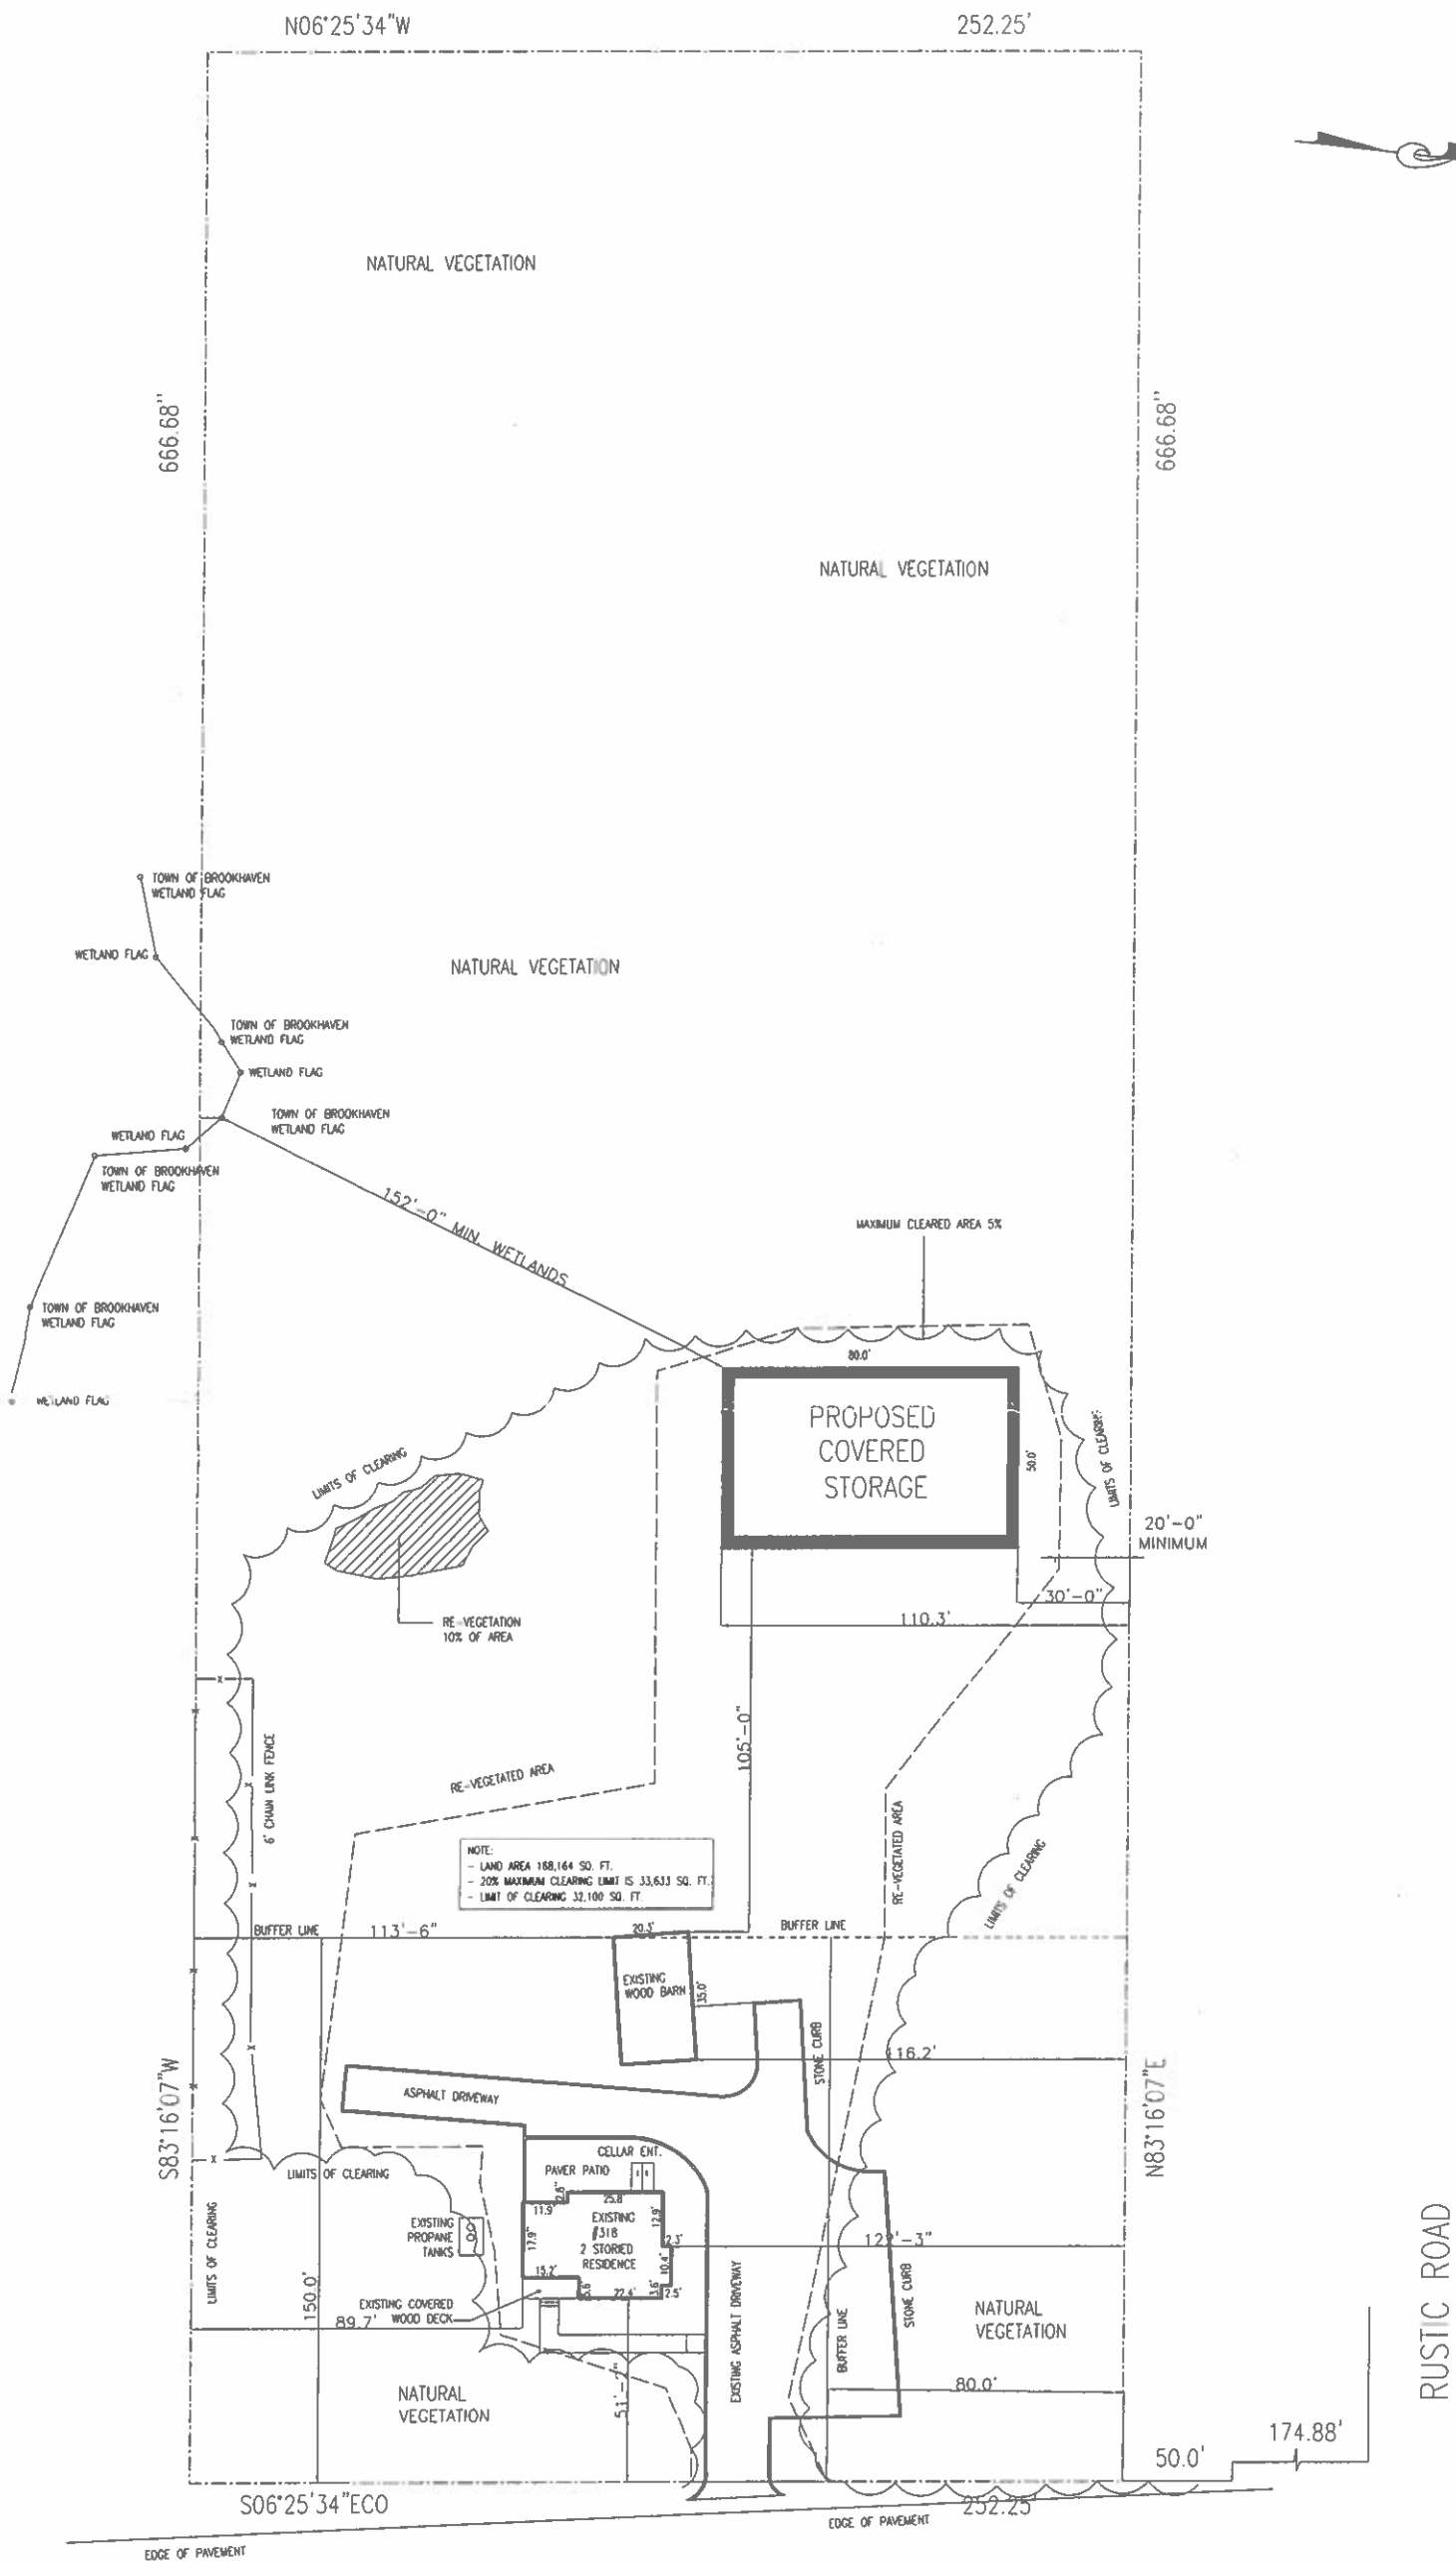 N06°25'34"W
252.25'
NATURAL VEGETATION
666.68"
666.68"
NATURAL VEGETATION
TOWN OF BROOKHAVEN
WETLAND FLAG
WETLAND FLAG
NATURAL VEGETATION
TOWN OF BROOKHAVEN
WETLAND FLAG
WETLAND FLAG
TOWN OF BROOKHAVEN
WETLAND FLAG
WETLAND FLAG
TOWN OF BROOKHAVEN
WETLAND FLAG
152'-0" MIN. WETLANDS
MAXIMUM CLEARED AREA 5%
TOWN OF BROOKHAVEN
WETLAND FLAG
WETLAND FLAG
80.0'
PROPOSED
COVERED
STORAGE
50.0'
LIMITS OF CLEARING
LIMITS OF CLEARING
20'-0"
MINIMUM
30'-0"
110.3'
RE-VEGETATION
10% OF AREA
105'-0"
6' CHAIN LINK FENCE
RE-VEGETATED AREA
RE-VEGETATED AREA
LIMITS OF CLEARING
NOTE:
- LAND AREA 168,164 SQ. FT.
- 20% MAXIMUM CLEARING LIMIT IS 33,633 SQ. FT.
- LIMIT OF CLEARING 32,100 SQ. FT.
BUFFER LINE
113'-6"
20.3'
BUFFER LINE
EXISTING
WOOD BARN
35.0'
STONE CURB
116.2'
S83°16'07"W
N83°16'07"E
ASPHALT DRIVEWAY
CELLAR ENT.
PAVER PATIO
LIMITS OF CLEARING
LIMITS OF CLEARING
EXISTING
PROPANE
TANKS
11.9'
2.6'
25.8'
12.9'
17.9'
EXISTING
#318
2 STORIED
RESIDENCE
2.3'
10.4'
122'-3"
15.2'
5.6'
22.4'
3.6'
2.5'
EXISTING COVERED
WOOD DECK
150.0'
89.7'
EXISTING ASPHALT DRIVEWAY
BUFFER LINE
STONE CURB
NATURAL
VEGETATION
NATURAL
VEGETATION
80.0'
RUSTIC ROAD
174.88'
50.0'
S06°25'34"ECO
252.25
EDGE OF PAVEMENT
EDGE OF PAVEMENT